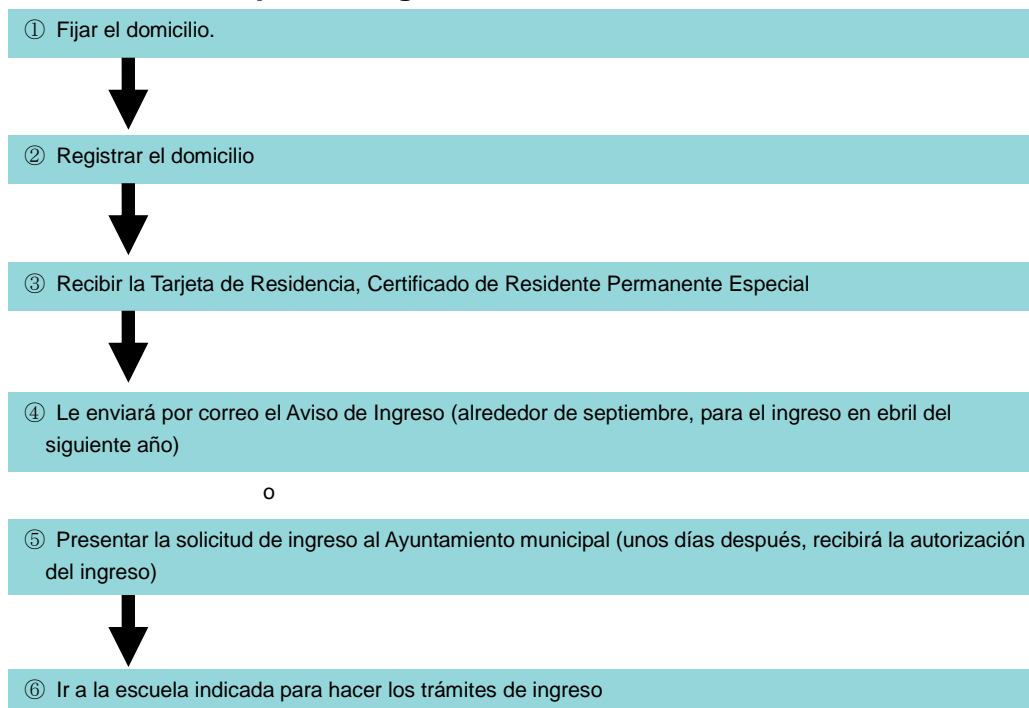 ① Fijar el domicilio.
② Registrar el domicilio
③ Recibir la Tarjeta de Residencia, Certificado de Residente Permanente Especial
④ Le enviará por correo el Aviso de Ingreso (alrededor de septiembre, para el ingreso en ebril del
siguiente año)
o
⑤ Presentar la solicitud de ingreso al Ayuntamiento municipal (unos días después, recibirá la autorización
del ingreso)
⑥ Ir a la escuela indicada para hacer los trámites de ingreso